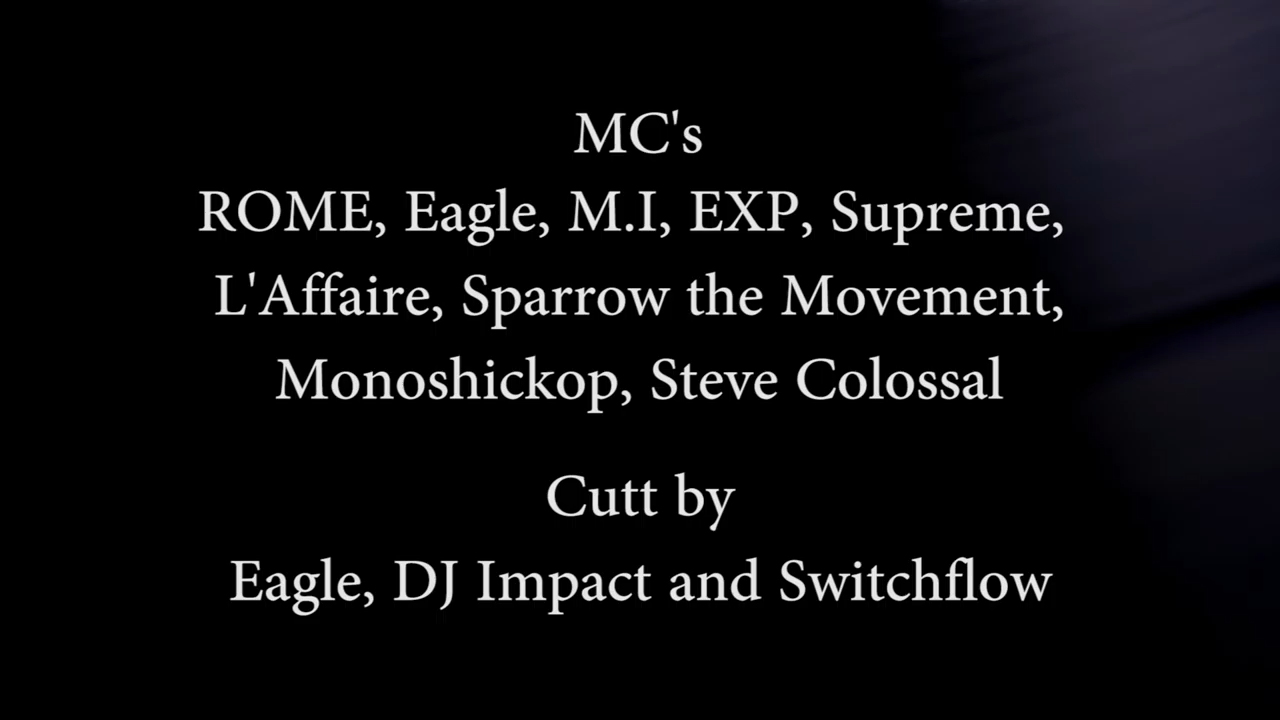 MC's
ROME, Eagle, M.I, EXP, Supreme,
L'Affaire, Sparrow the Movement,
Monoshickop, Steve Colossal
Cutt by
Eagle, DJ Impact and Switchflow